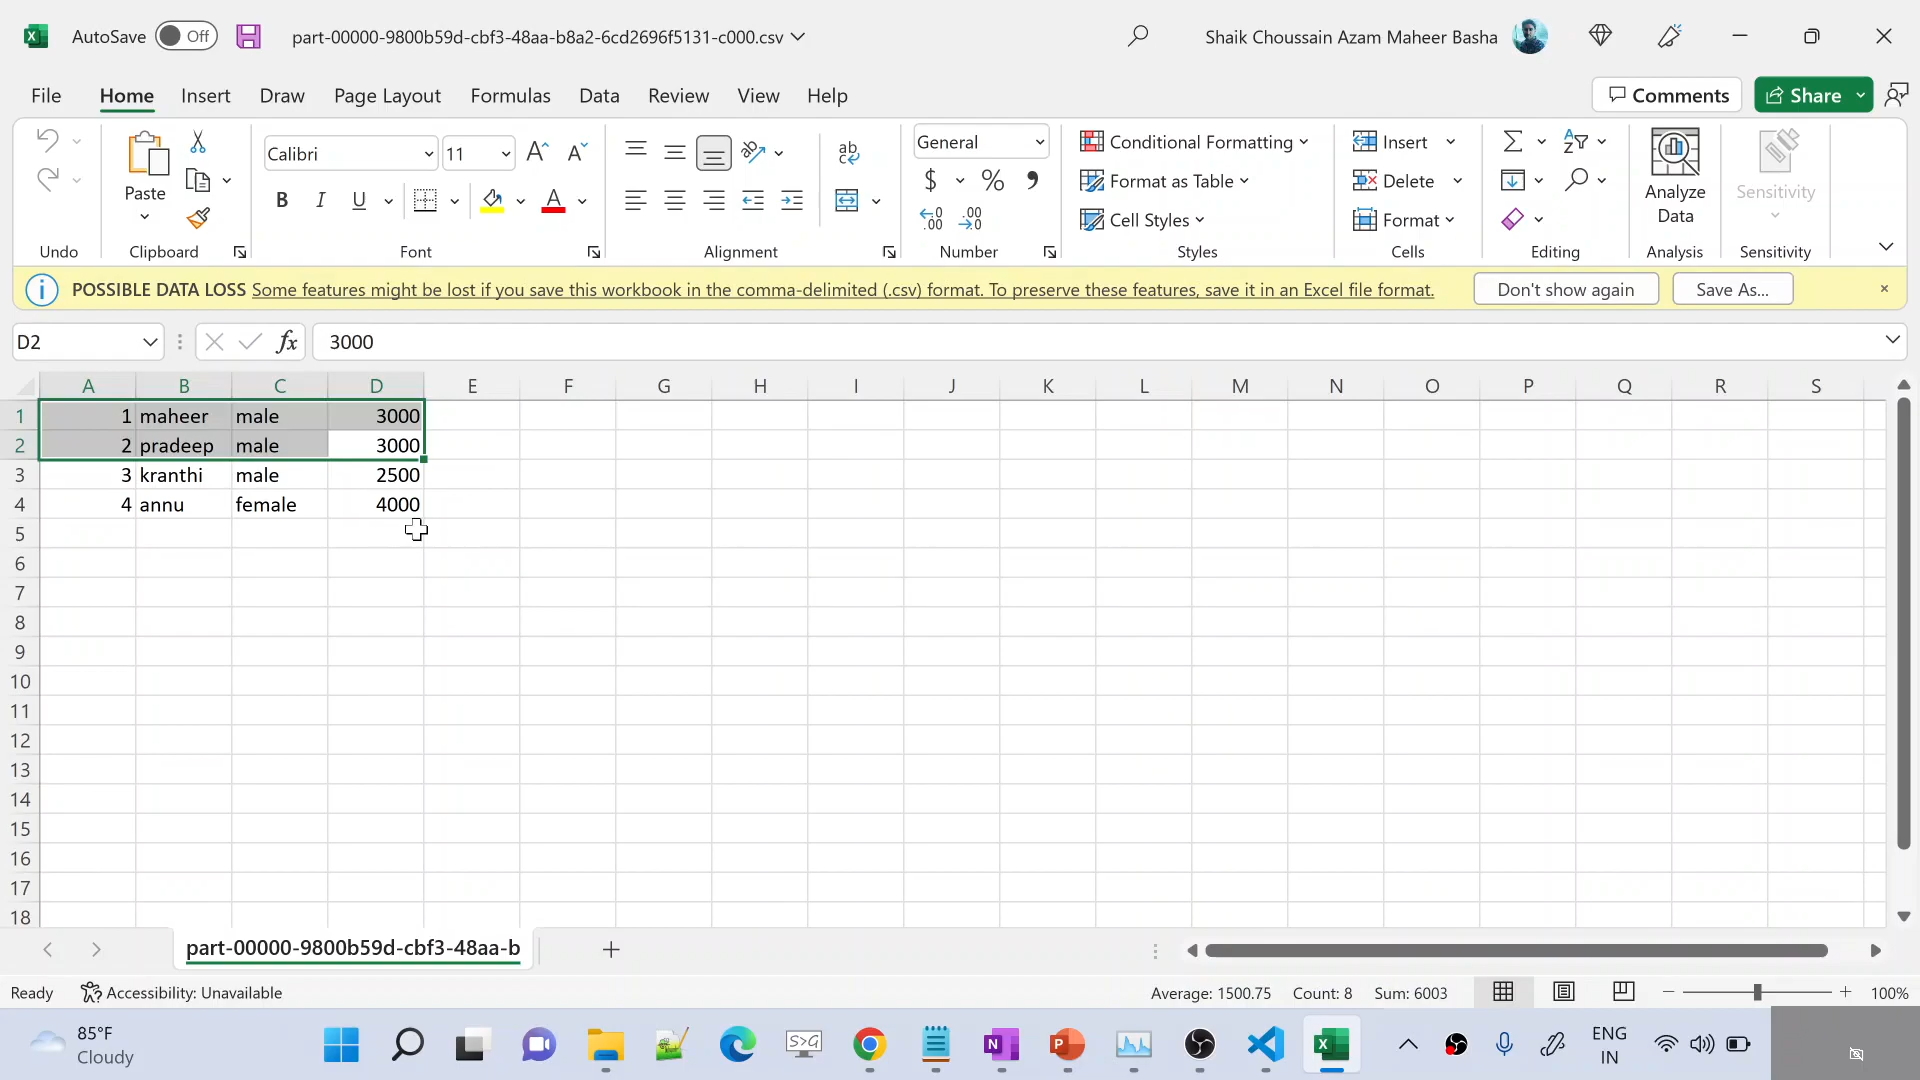 AutoSave Off part-00000-9800b59d-cbf3-48aa-b8a2-6cd2696f5131-c000.csv Shaik Choussain Azam Maheer Basha
File Home Insert Draw Page Layout Formulas Data Review View Help Comments Share
Paste
Calibri 11
B I U
A
ab
General
$ % ,
Conditional Formatting
Format as Table
Cell Styles
Insert
Delete
Format
Analyze
Data
Sensitivity
Undo Clipboard Font Alignment Number Styles Cells Editing Analysis Sensitivity
POSSIBLE DATA LOSS Some features might be lost if you save this workbook in the comma-delimited (.csv) format. To preserve these features, save it in an Excel file format. Don't show again Save As...
D2 fx 3000
A B C D E F G H I J K L M N O P Q R S
1 1 maheer male 3000
2 2 pradeep male 3000
3 3 kranthi male 2500
4 4 annu female 4000
5
6
7
8
9
10
11
12
13
14
15
16
17
18
part-00000-9800b59d-cbf3-48aa-b
Ready Accessibility: Unavailable Average: 1500.75 Count: 8 Sum: 6003 100%
85°F
Cloudy
ENG
IN